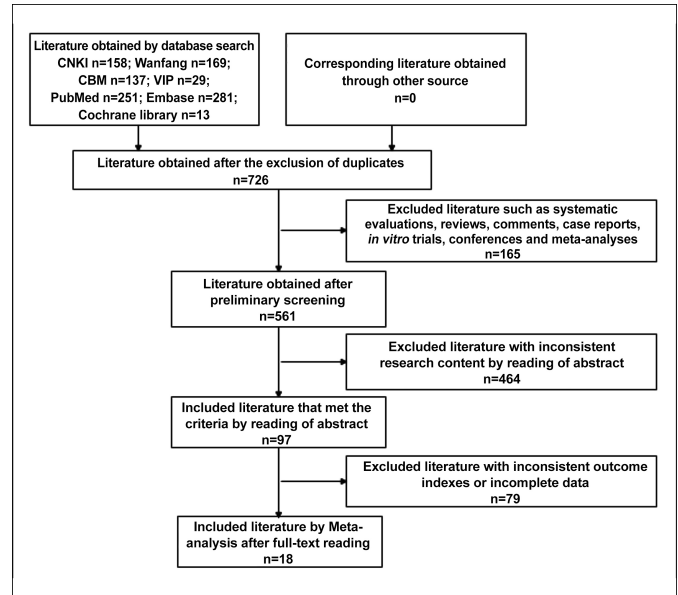 Literature obtained by database search
CNKI n=158; Wanfang n=169;
CBM n=137; VIP n=29;
PubMed n=251; Embase n=281;
Cochrane library n=13
Corresponding literature obtained
through other source
n=0
Literature obtained after the exclusion of duplicates
n=726
Excluded literature such as systematic
evaluations, reviews, comments, case reports,
in vitro trials, conferences and meta-analyses
n=165
Literature obtained after
preliminary screening
n=561
Excluded literature with inconsistent
research content by reading of abstract
n=464
Included literature that met the
criteria by reading of abstract
n=97
Excluded literature with inconsistent outcome
indexes or incomplete data
n=79
Included literature by Meta-
analysis after full-text reading
n=18